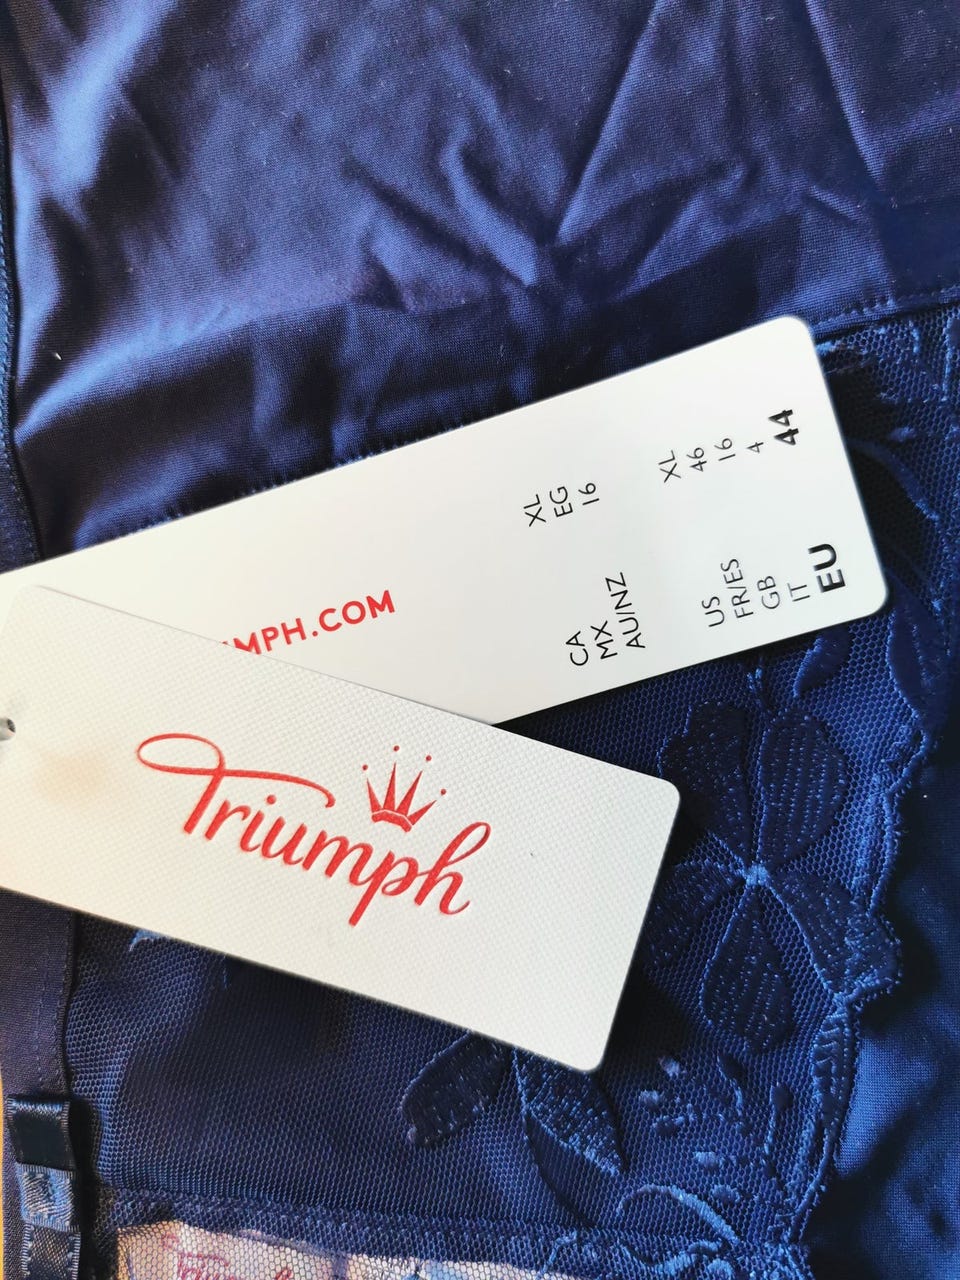 MPH.COM
CA XL
MX EG
AU/NZ 16
US XL
FR/ES 46
GB 16
IT 4
EU 44
Triumph